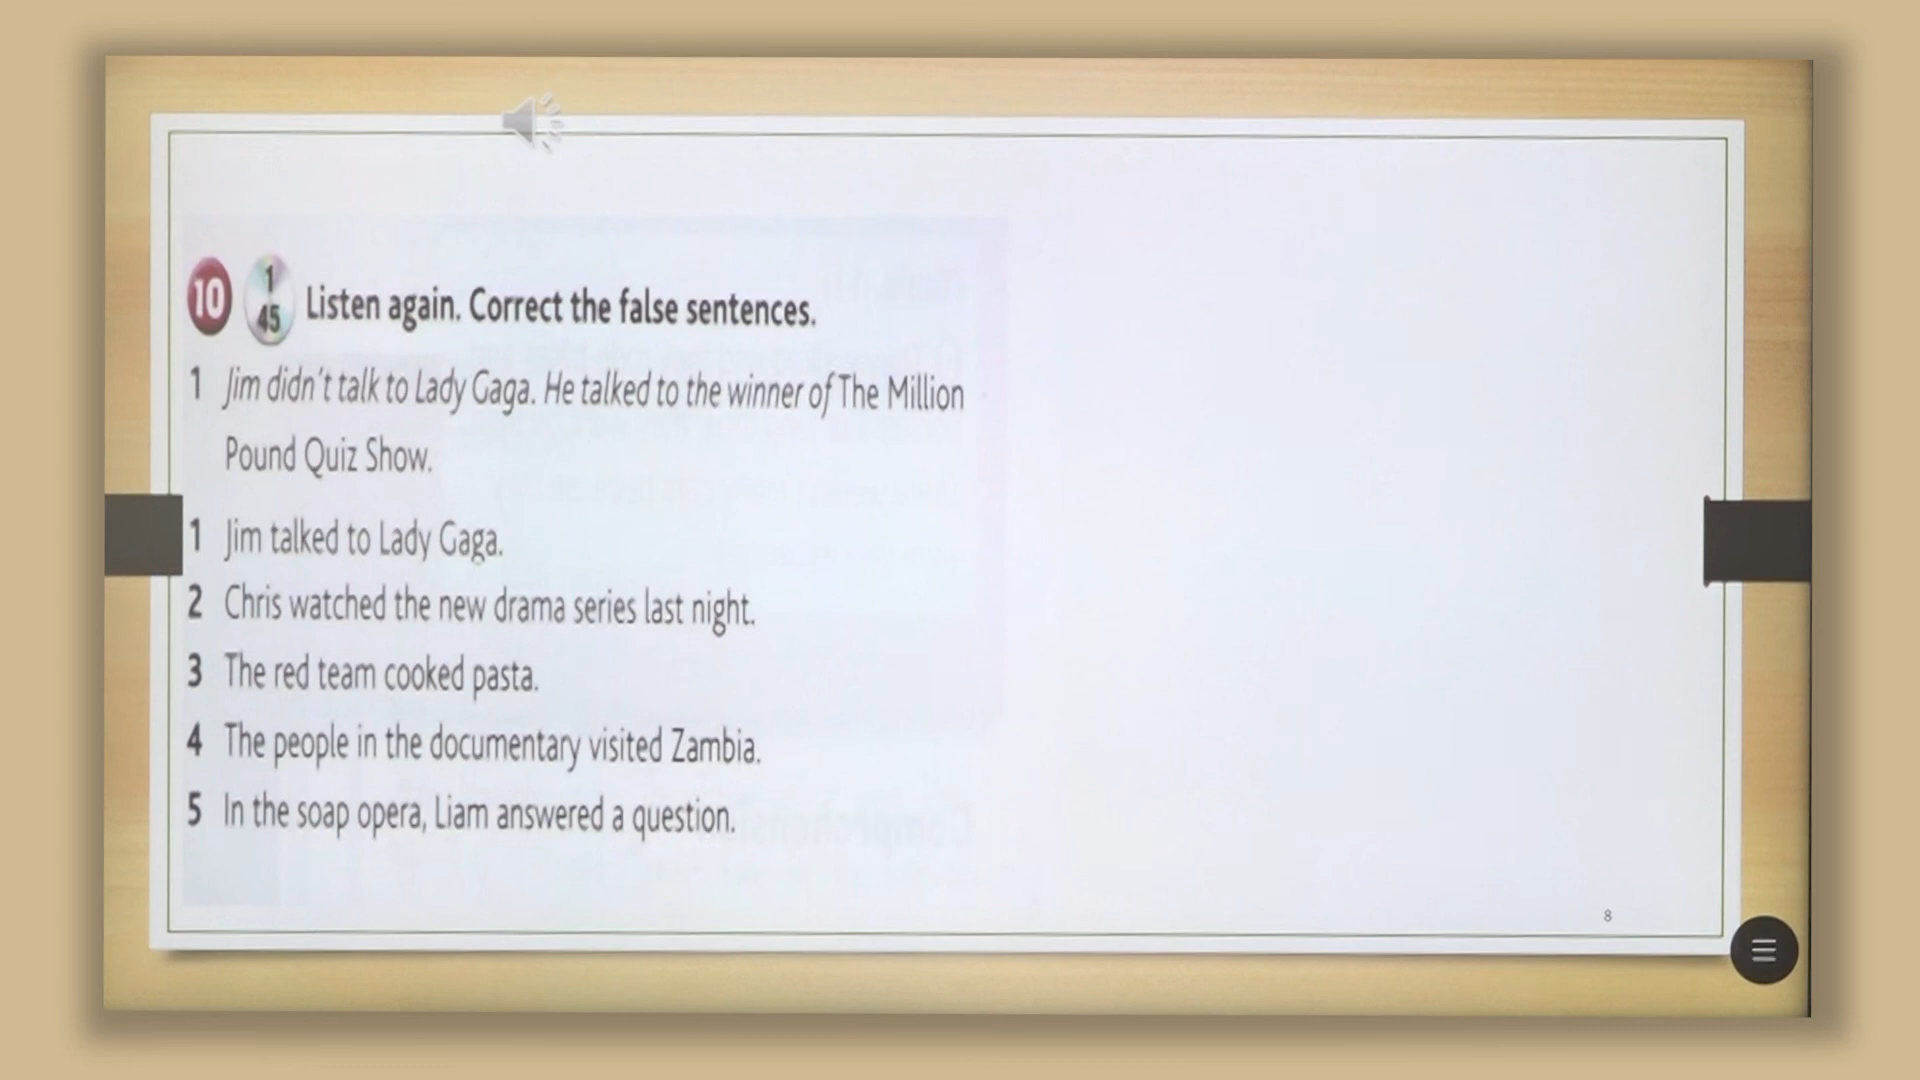 10 1 45 Listen again. Correct the false sentences.
1 Jim didn't talk to Lady Gaga. He talked to the winner of The Million
Pound Quiz Show.
1 Jim talked to Lady Gaga.
2 Chris watched the new drama series last night.
3 The red team cooked pasta.
4 The people in the documentary visited Zambia.
5 In the soap opera, Liam answered a question.
8